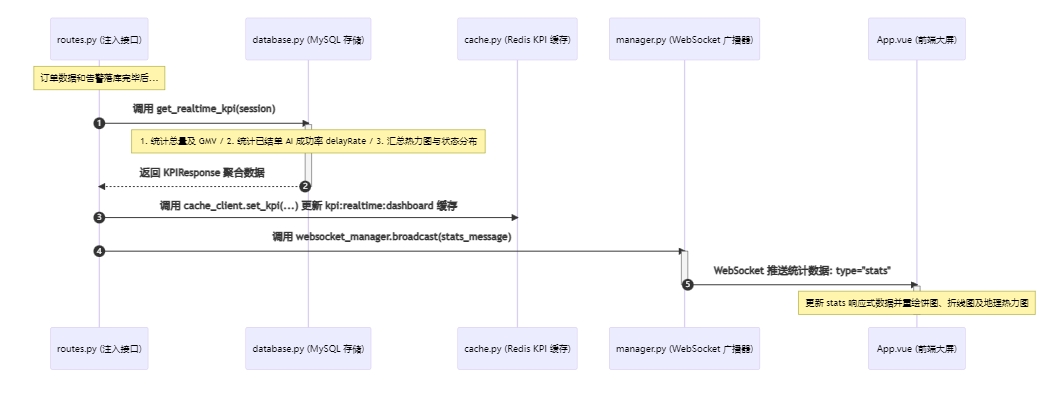 routes.py (注入接口)
database.py (MySQL 存储)
cache.py (Redis KPI 缓存)
manager.py (WebSocket 广播器)
App.vue (前端大屏)
订单数据和告警落库完毕后...
调用 get_realtime_kpi(session)
1
1. 统计总量及 GMV / 2. 统计已结单 AI 成功率 delayRate / 3. 汇总热力图与状态分布
返回 KPIResponse 聚合数据
2
调用 cache_client.set_kpi(...) 更新 kpi:realtime:dashboard 缓存
3
调用 websocket_manager.broadcast(stats_message)
4
WebSocket 推送统计数据: type="stats"
5
更新 stats 响应式数据并重绘饼图、折线图及地理热力图
routes.py (注入接口)
database.py (MySQL 存储)
cache.py (Redis KPI 缓存)
manager.py (WebSocket 广播器)
App.vue (前端大屏)